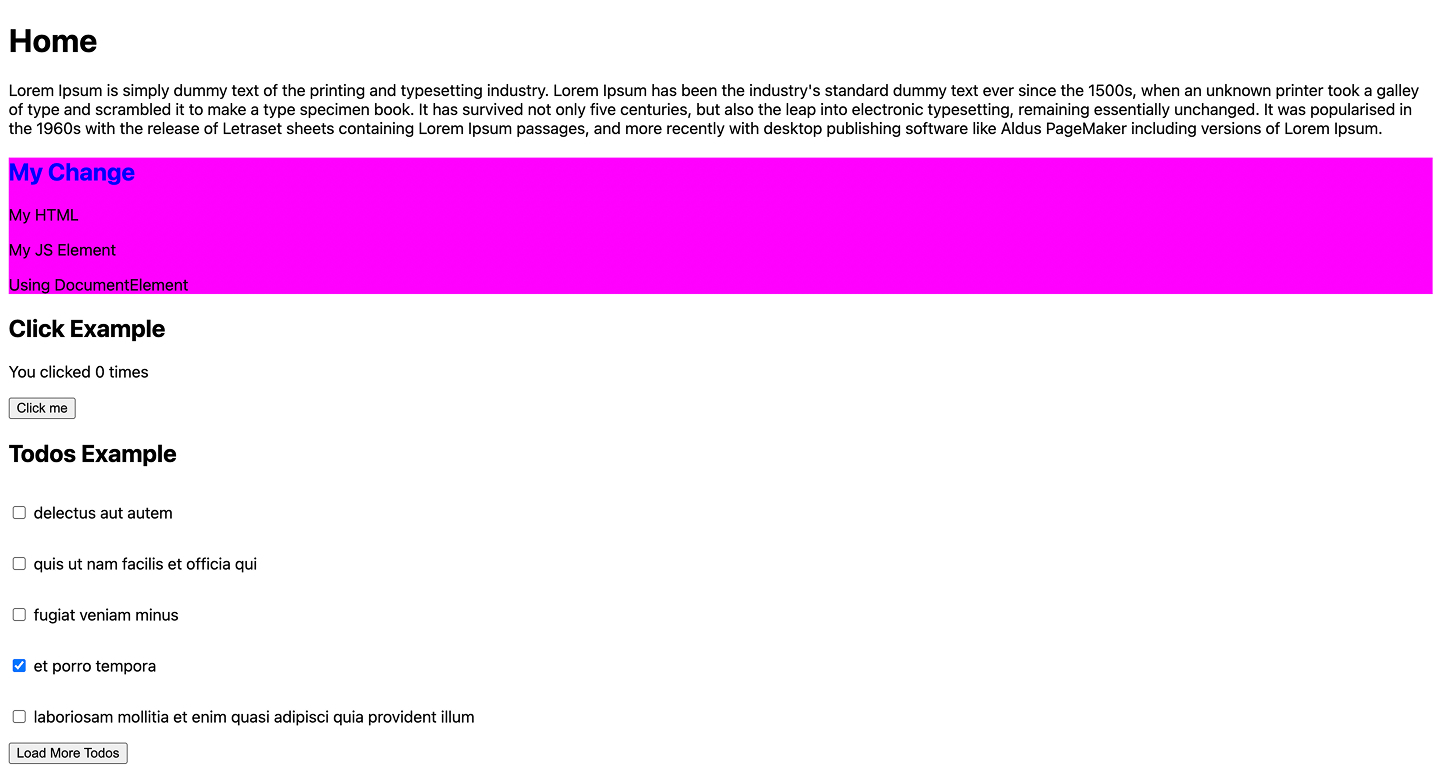 Home
Lorem Ipsum is simply dummy text of the printing and typesetting industry. Lorem Ipsum has been the industry's standard dummy text ever since the 1500s, when an unknown printer took a galley
of type and scrambled it to make a type specimen book. It has survived not only five centuries, but also the leap into electronic typesetting, remaining essentially unchanged. It was popularised in
the 1960s with the release of Letraset sheets containing Lorem Ipsum passages, and more recently with desktop publishing software like Aldus PageMaker including versions of Lorem Ipsum.
My Change
My HTML
My JS Element
Using DocumentElement
Click Example
You clicked 0 times
Click me
Todos Example
delectus aut autem
quis ut nam facilis et officia qui
fugiat veniam minus
et porro tempora
laboriosam mollitia et enim quasi adipisci quia provident illum
Load More Todos